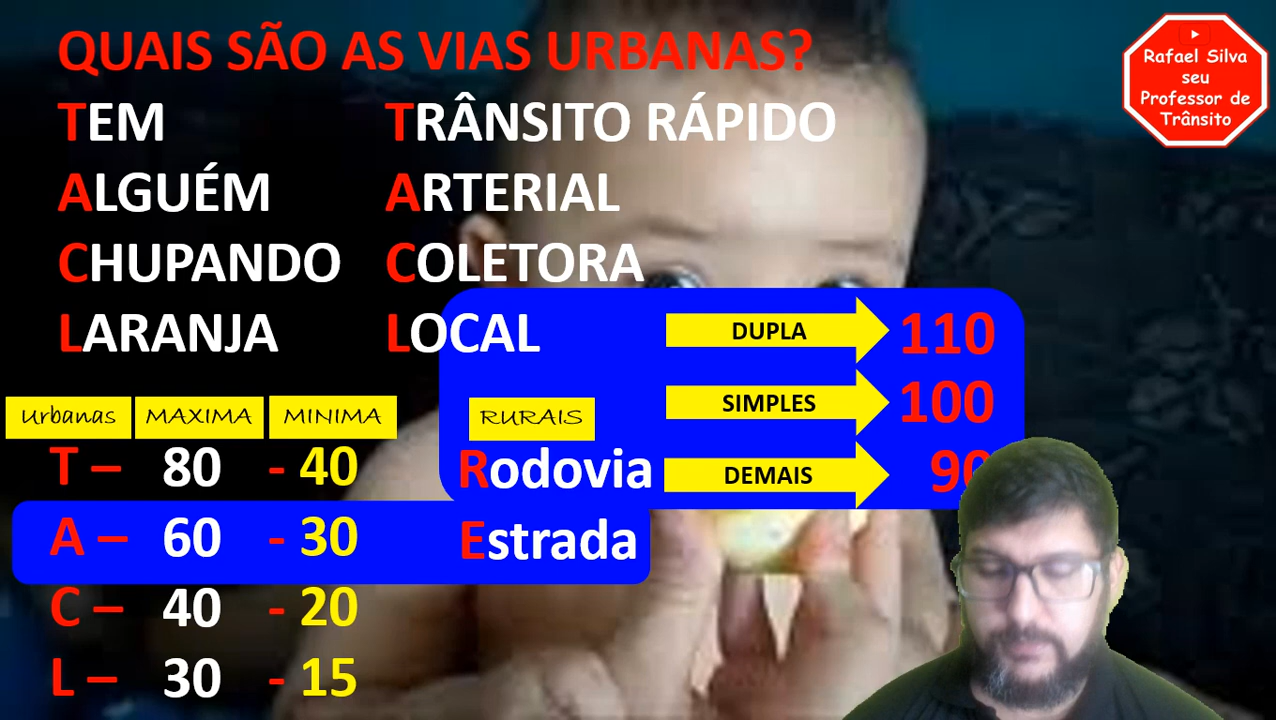 QUAIS SÃO AS VIAS URBANAS?
Rafael Silva
seu
Professor de
Trânsito
TEM TRÂNSITO RÁPIDO
ALGUÉM ARTERIAL
CHUPANDO COLETORA
LARANJA LOCAL
DUPLA 110
SIMPLES 100
Urbanas MAXIMA MINIMA RURAIS
T – 80 - 40 Rodovia DEMAIS 90
A – 60 - 30 Estrada
C – 40 - 20
L – 30 - 15